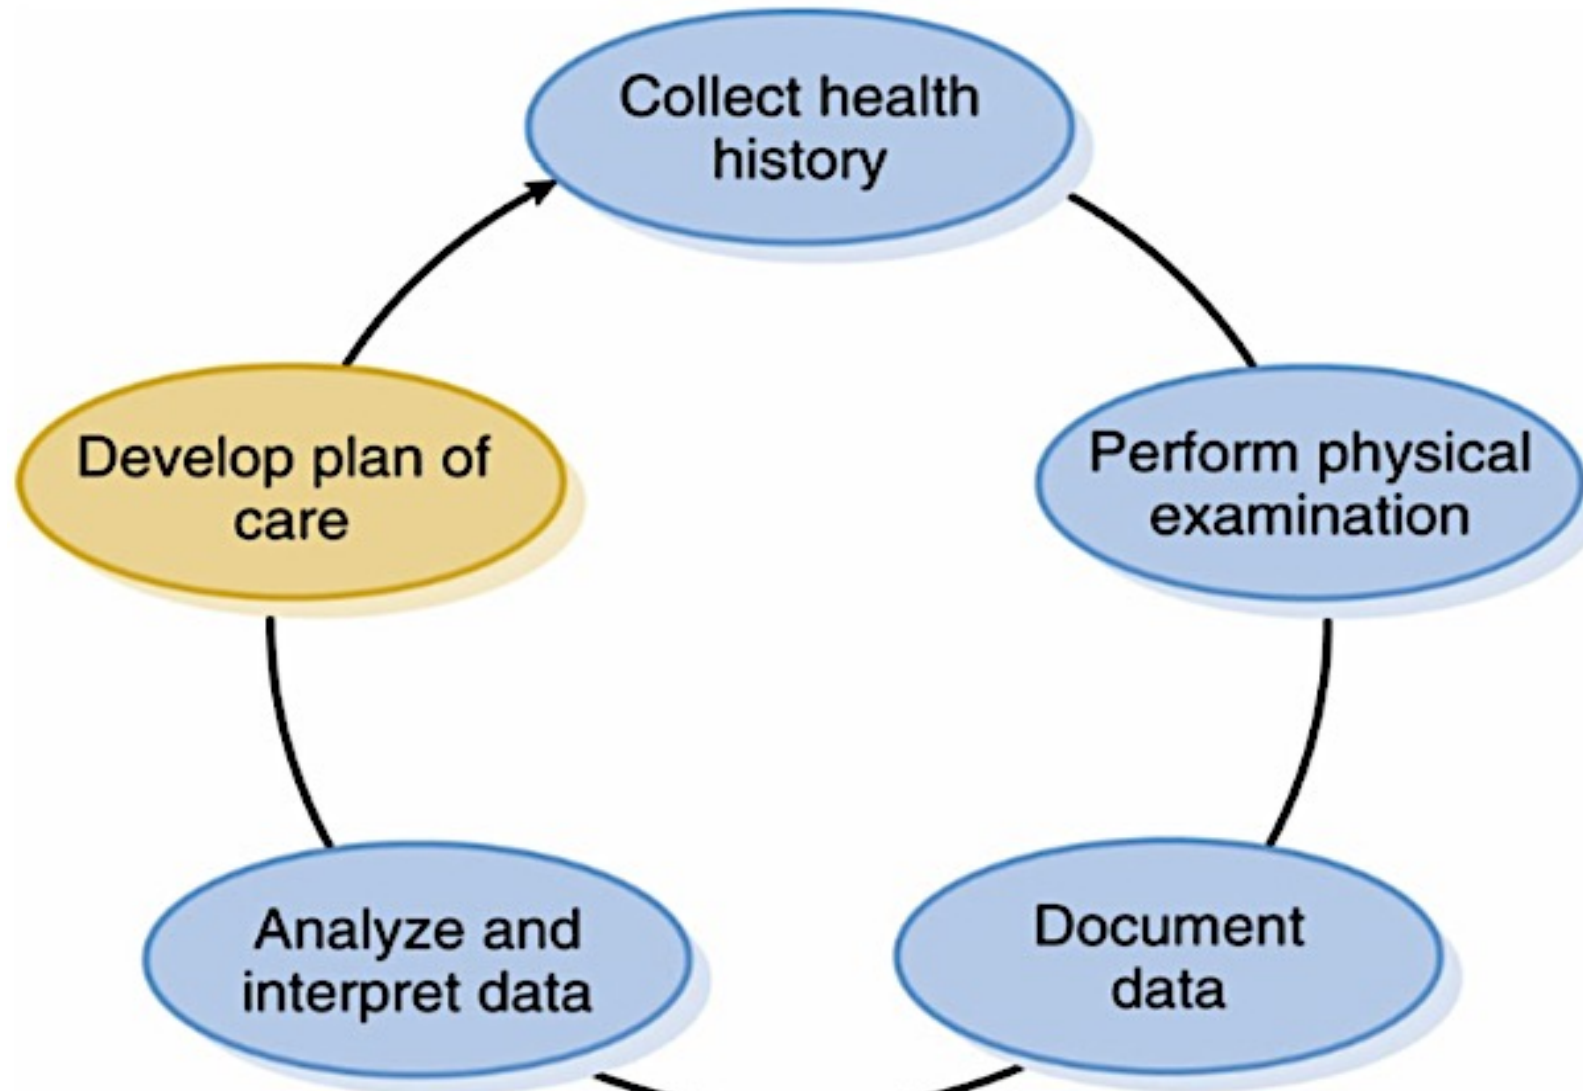 Collect health
history
Perform physical
examination
Document
data
Analyze and
interpret data
Develop plan of
care